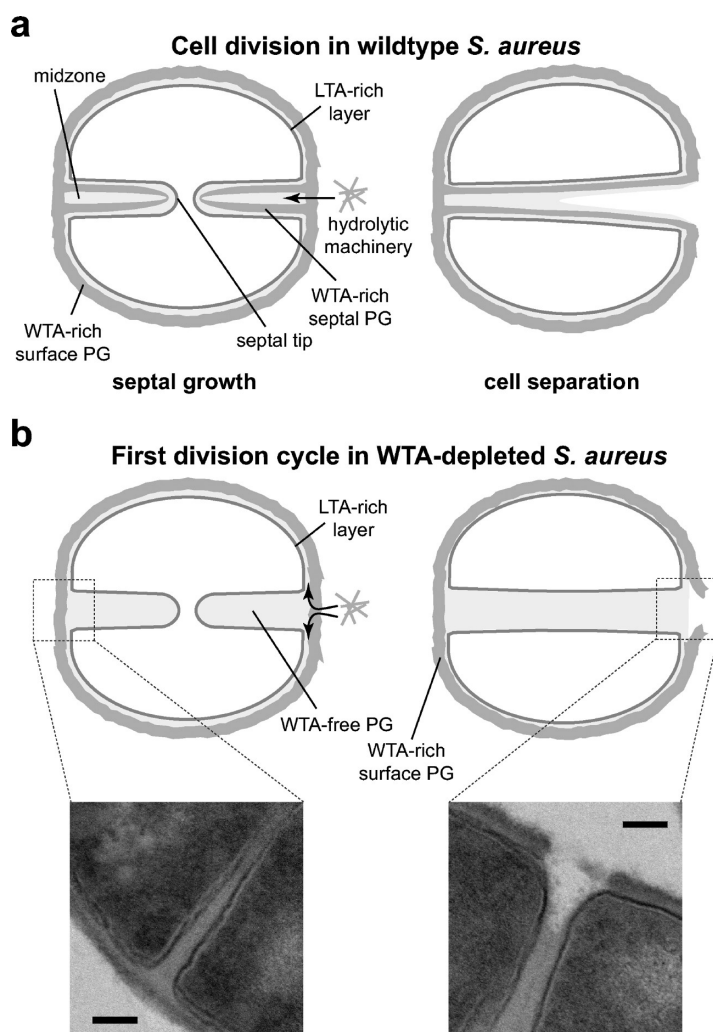 a
Cell division in wildtype S. aureus
midzone
LTA-rich
layer
hydrolytic
machinery
WTA-rich
septal PG
WTA-rich
surface PG
septal tip
septal growth
cell separation
b
First division cycle in WTA-depleted S. aureus
LTA-rich
layer
WTA-free PG
WTA-rich
surface PG